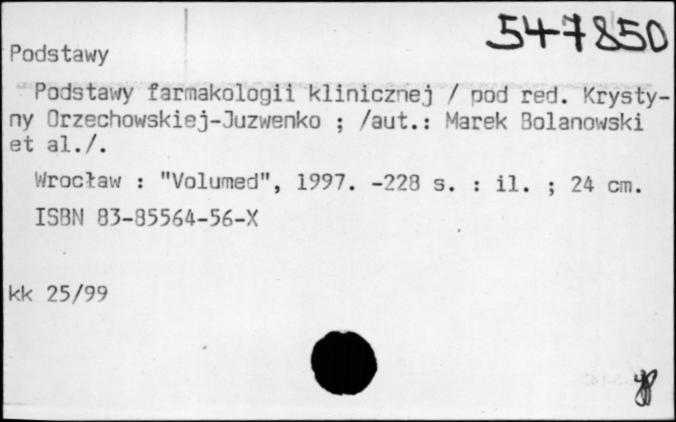 547850
Podstawy
Podstawy farmakologii klinicznej / pod red. Krysty-
ny Orzechowskiej-Juzwenko ; /aut.: Marek Bolanowski
et al./.
Wrocław : "Volumed", 1997. -228 s. : il. ; 24 cm.
ISBN 83-85564-56-X
kk 25/99